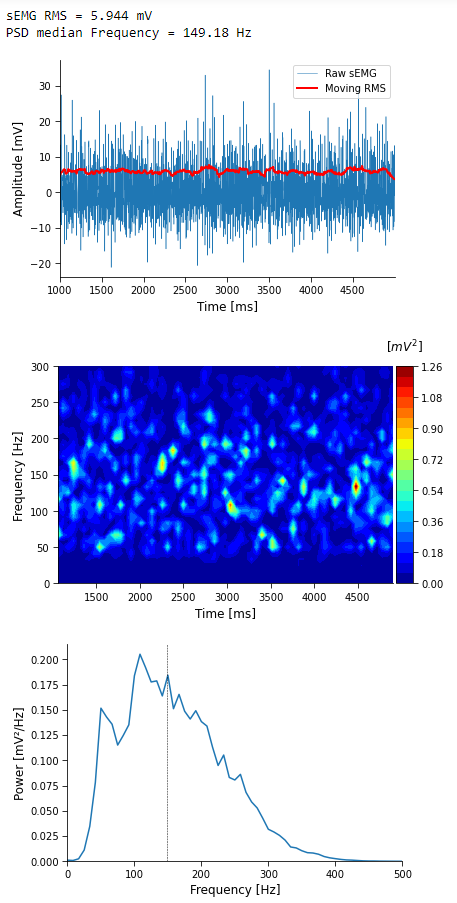 sEMG RMS = 5.944 mV
PSD median Frequency = 149.18 Hz
Raw sEMG
Moving RMS
30
20
10
0
−10
−20
Amplitude [mV]
1000 1500 2000 2500 3000 3500 4000 4500
Time [ms]
[mV²]
300
250
200
150
100
50
0
Frequency [Hz]
1.26
1.08
0.90
0.72
0.54
0.36
0.18
0.00
1500 2000 2500 3000 3500 4000 4500
Time [ms]
0.200
0.175
0.150
0.125
0.100
0.075
0.050
0.025
0.000
Power [mV²/Hz]
0 100 200 300 400 500
Frequency [Hz]